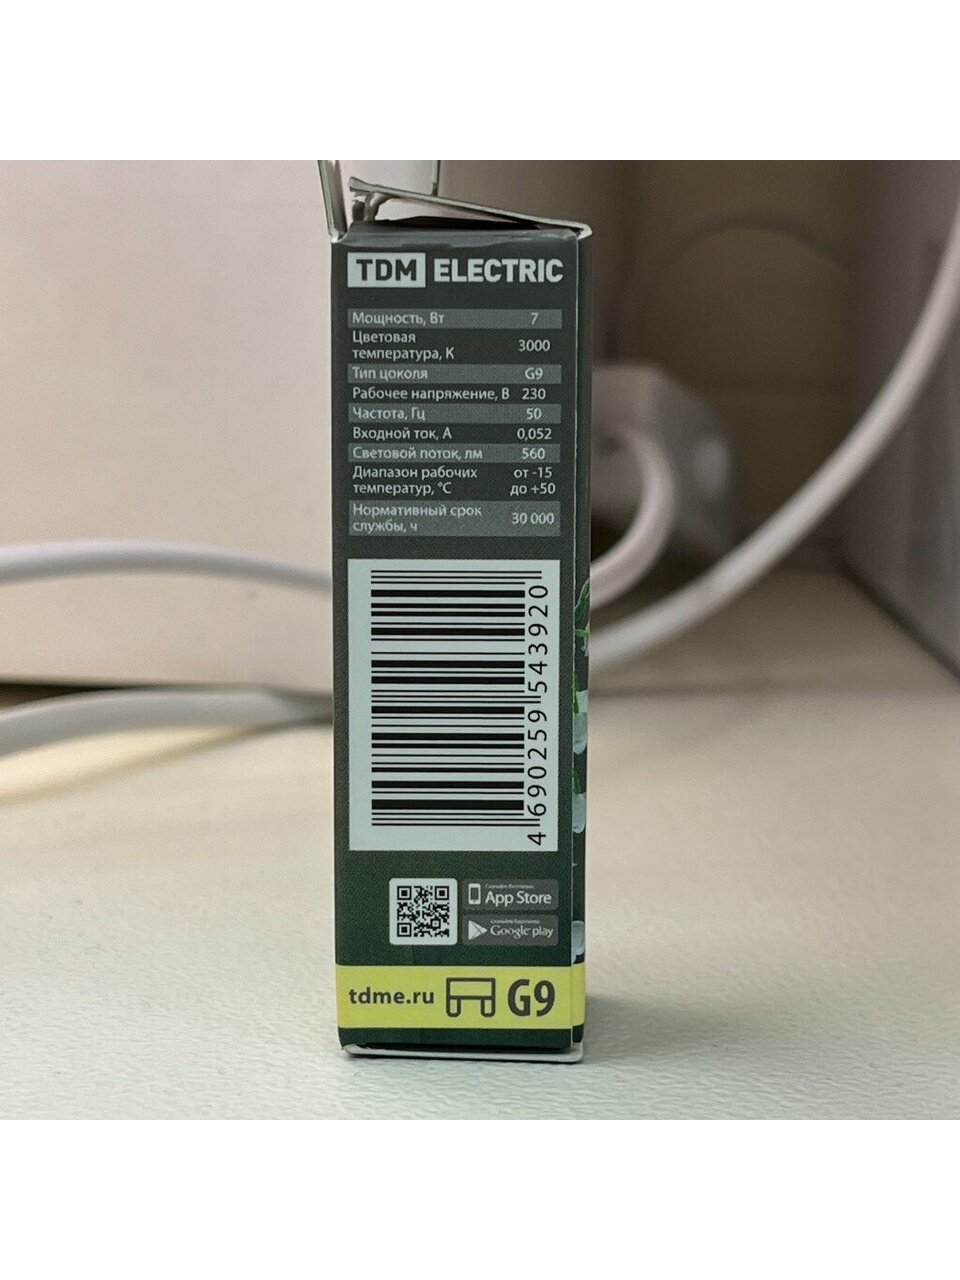 TDM ELECTRIC
Мощность, Вт 7
Цветовая
температура, К 3000
Тип цоколя G9
Рабочее напряжение, В 230
Частота, Гц 50
Входной ток, А 0,052
Световой поток, лм 560
Диапазон рабочих от -15
температур, °С до +50
Нормативный срок
службы, ч 30 000
4 690259 543920
App Store
Google play
tdme.ru G9